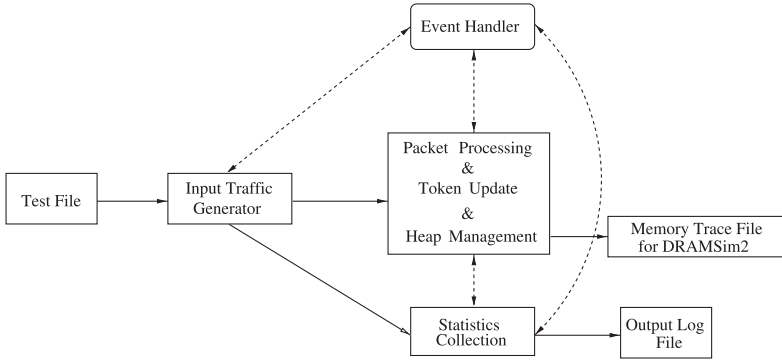 Event Handler
Packet Processing
&
Token Update
&
Heap Management
Test File
Input Traffic
Generator
Memory Trace File
for DRAMSim2
Statistics
Collection
Output Log
File